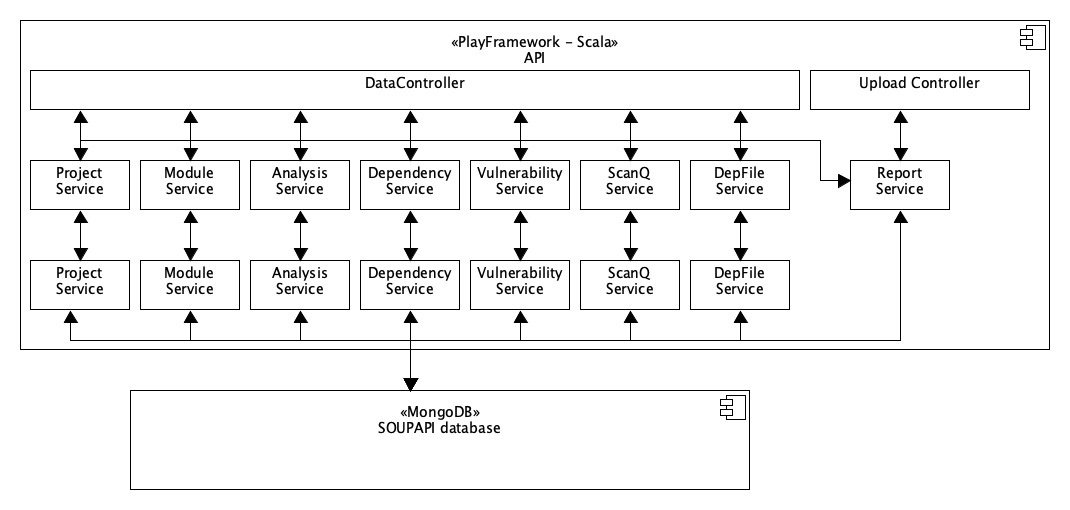 «PlayFramework – Scala»
API
DataController
Upload Controller
Project
Service
Module
Service
Analysis
Service
Dependency
Service
Vulnerability
Service
ScanQ
Service
DepFile
Service
Report
Service
Project
Service
Module
Service
Analysis
Service
Dependency
Service
Vulnerability
Service
ScanQ
Service
DepFile
Service
«MongoDB»
SOUPAPI database